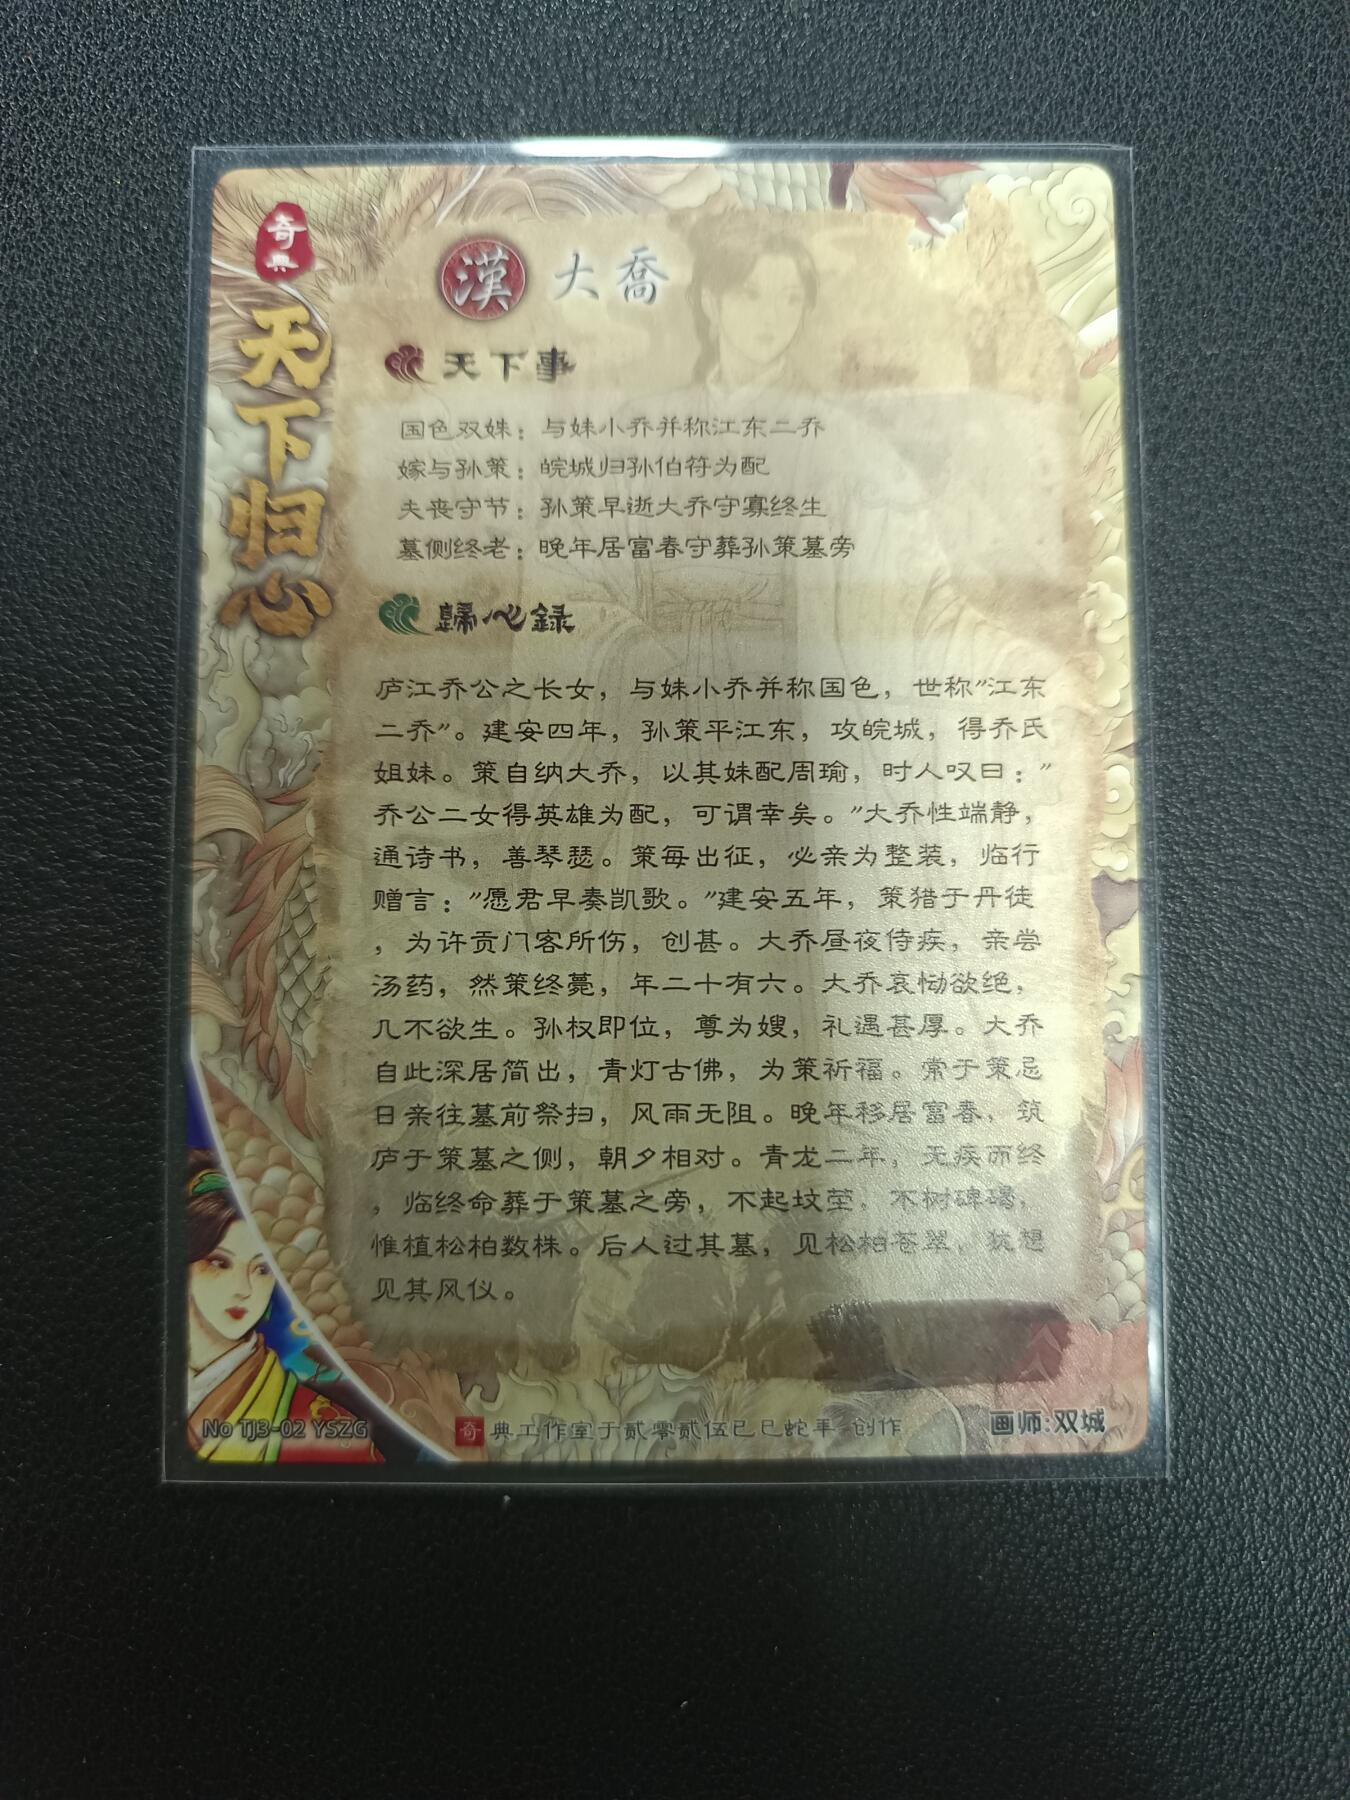 奇典
天下归心
漢 大喬
天下事
国色双姝：与妹小乔并称江东二乔
嫁与孙策：皖城归孙伯符为配
夫丧守节：孙策早逝大乔守寡终生
墓侧终老：晚年居富春守葬孙策墓旁
歸心録
庐江乔公之长女，与妹小乔并称国色，世称"江东
二乔"。建安四年，孙策平江东，攻皖城，得乔氏
姐妹。策自纳大乔，以其妹配周瑜，时人叹曰："
乔公二女得英雄为配，可谓幸矣。"大乔性端静，
通诗书，善琴瑟。策每出征，必亲为整装，临行
赠言："愿君早奏凯歌。"建安五年，策猎于丹徒
，为许贡门客所伤，创甚。大乔昼夜侍疾，亲尝
汤药，然策终薨，年二十有六。大乔哀恸欲绝，
几不欲生。孙权即位，尊为嫂，礼遇甚厚。大乔
自此深居简出，青灯古佛，为策祈福。常于策忌
日亲往墓前祭扫，风雨无阻。晚年移居富春，筑
庐于策墓之侧，朝夕相对。青龙二年，无疾而终
，临终命葬于策墓之旁，不起坟茔，不树碑碣，
惟植松柏数株。后人过其墓，见松柏苍翠，犹想
见其风仪。
No TJ3-02 YSZG
奇典工作室于贰零贰伍已巳蛇年 创作
画师:双城